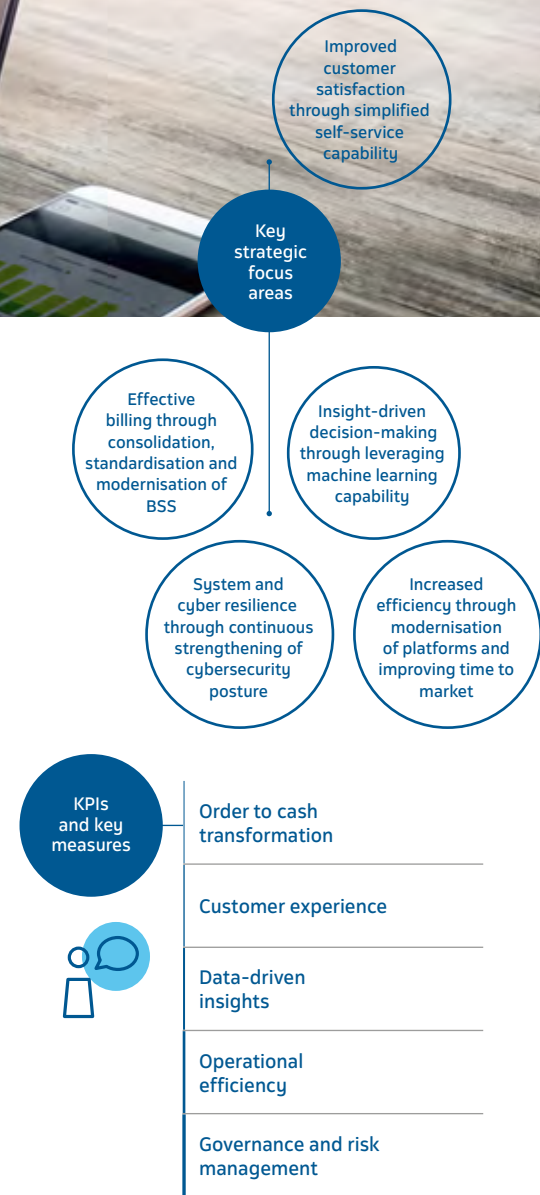 Improved
customer
satisfaction
through simplified
self-service
capability
Key
strategic
focus
areas
Effective
billing through
consolidation,
standardisation and
modernisation of
BSS
Insight-driven
decision-making
through leveraging
machine learning
capability
System and
cyber resilience
through continuous
strengthening of
cybersecurity
posture
Increased
efficiency through
modernisation
of platforms and
improving time to
market
KPIs
and key
measures
Order to cash
transformation
Customer experience
Data-driven
insights
Operational
efficiency
Governance and risk
management